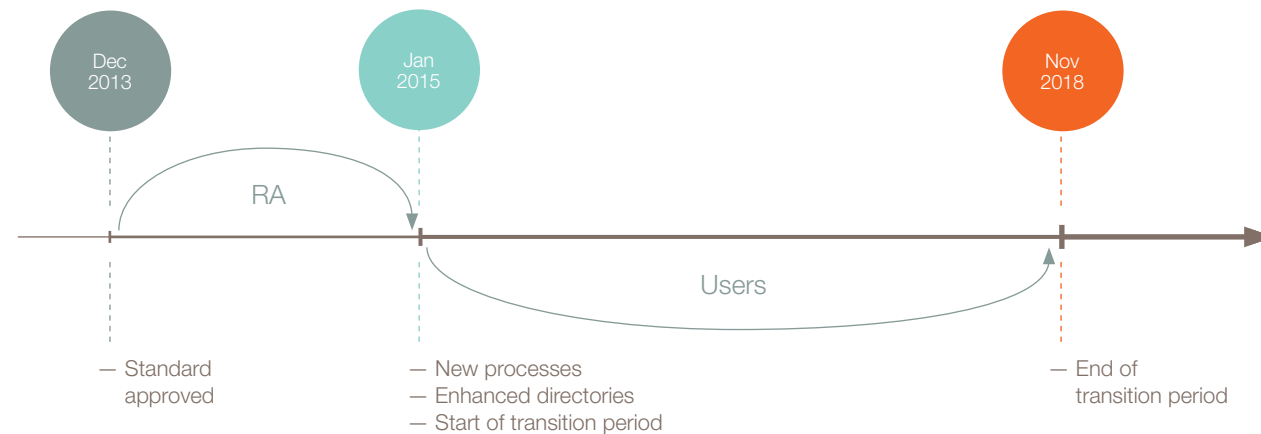 Dec
2013
Jan
2015
Nov
2018
RA
Users
— Standard
approved
— New processes
— Enhanced directories
— Start of transition period
— End of
transition period